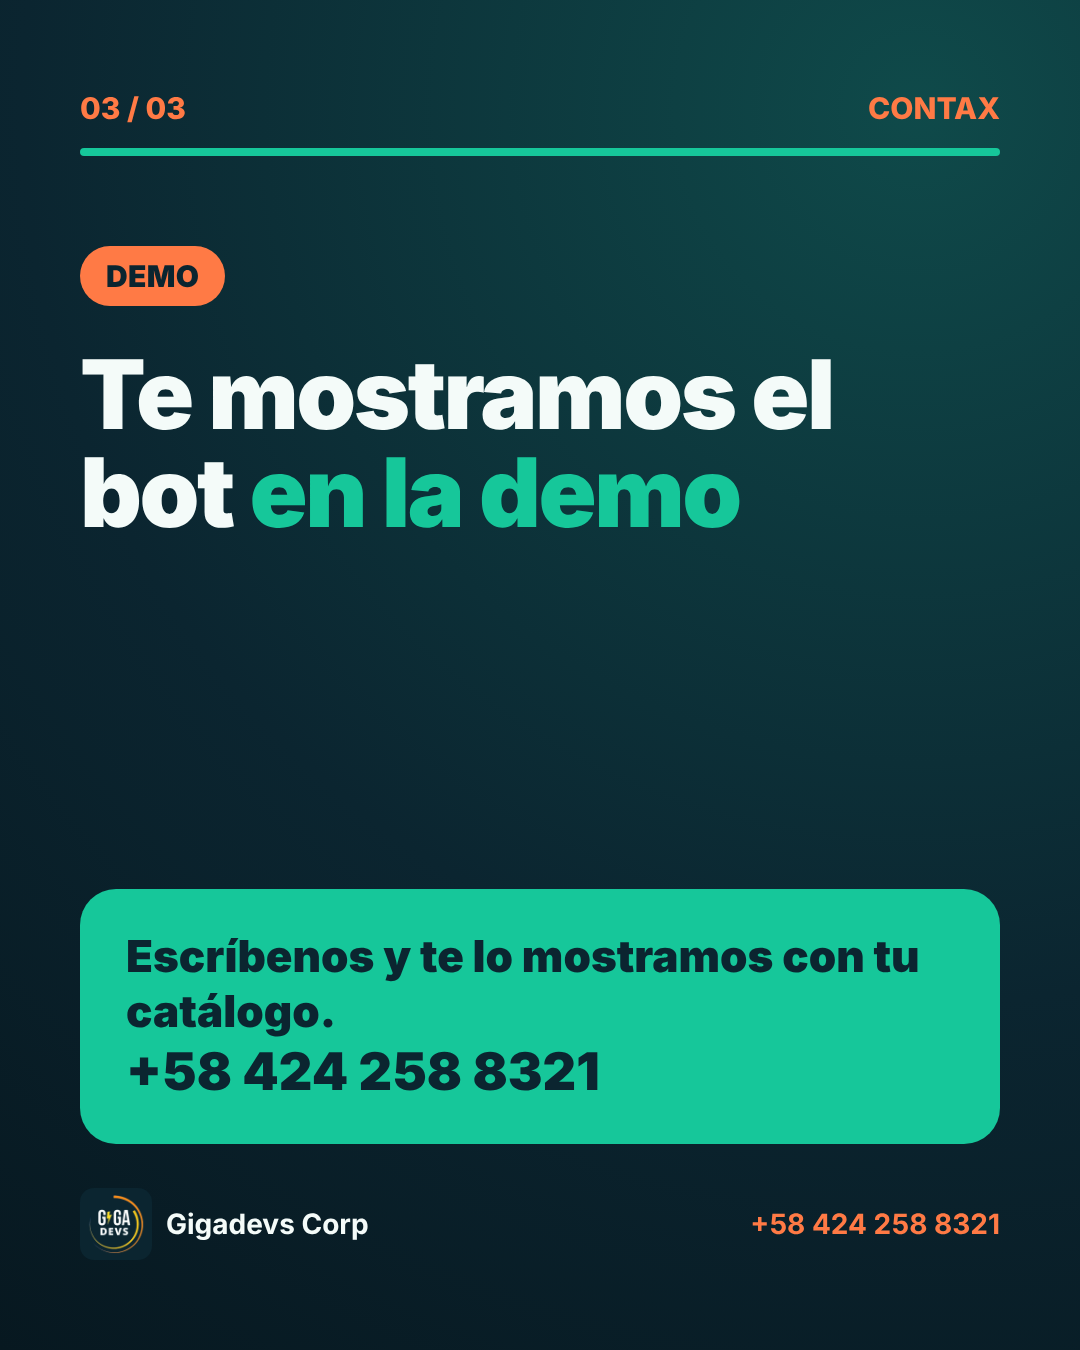 03 / 03
CONTAX
DEMO
Te mostramos el
bot en la demo
Escríbenos y te lo mostramos con tu
catálogo.
+58 424 258 8321
GIGA
DEVS
Gigadevs Corp
+58 424 258 8321